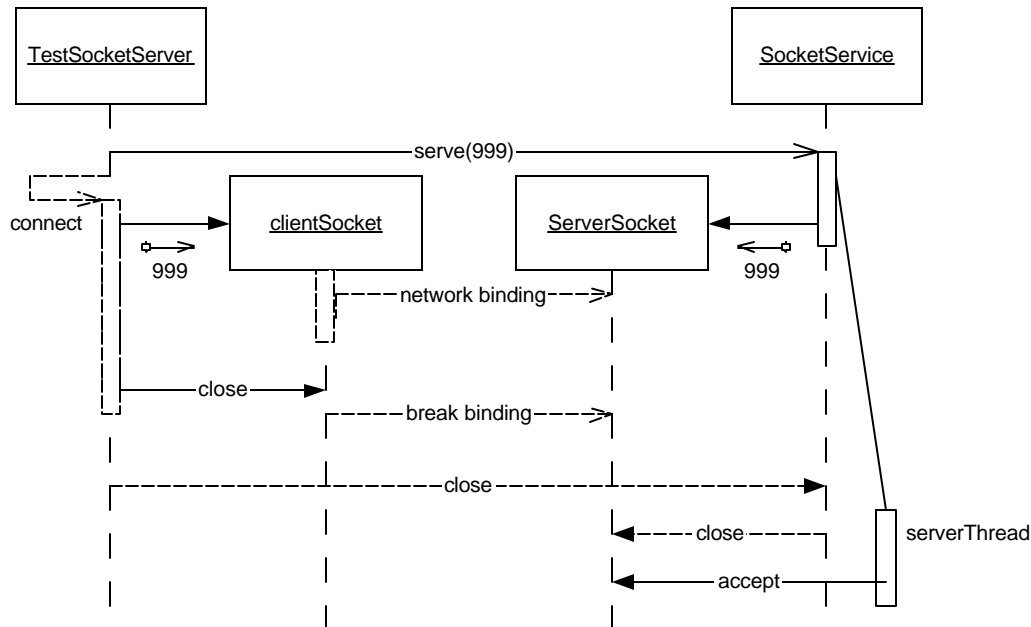 TestSocketServer
SocketService
serve(999)
connect
clientSocket
ServerSocket
999
999
network binding
close
break binding
close
close
serverThread
accept